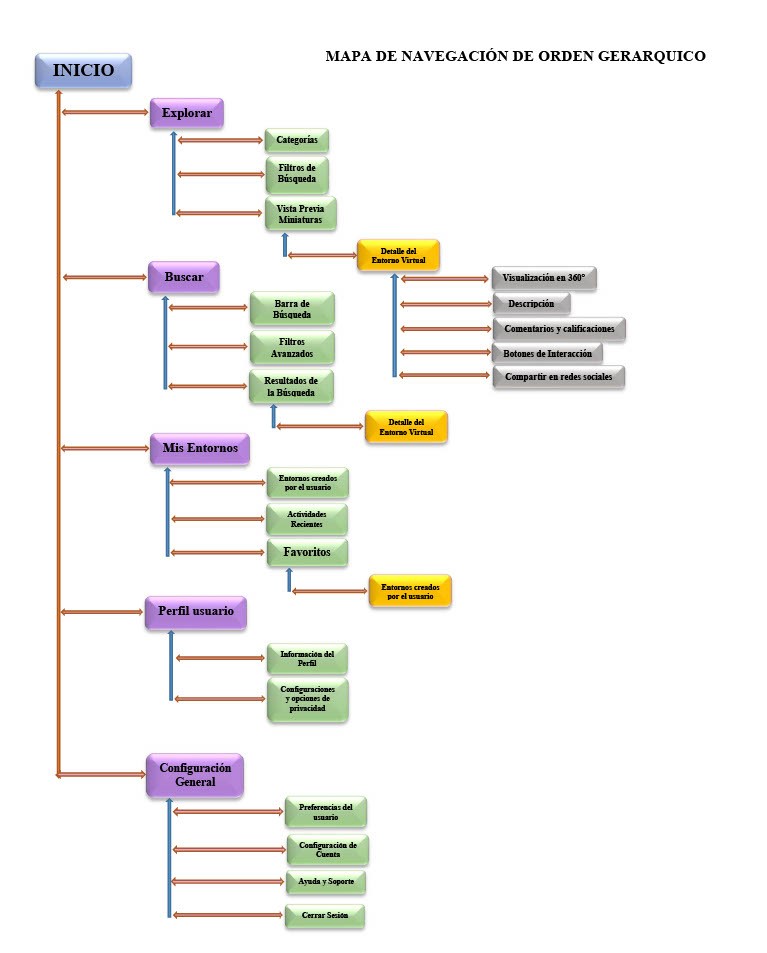 MAPA DE NAVEGACIÓN DE ORDEN GERARQUICO
INICIO
Explorar
Categorías
Filtros de
Búsqueda
Vista Previa
Miniaturas
Detalle del
Entorno Virtual
Visualización en 360°
Descripción
Comentarios y calificaciones
Botones de Interacción
Compartir en redes sociales
Buscar
Barra de
Búsqueda
Filtros
Avanzados
Resultados de
la Búsqueda
Detalle del
Entorno Virtual
Mis Entornos
Entornos creados
por el usuario
Actividades
Recientes
Favoritos
Entornos creados
por el usuario
Perfil usuario
Información del
Perfil
Configuraciones
y opciones de
privacidad
Configuración
General
Preferencias del
usuario
Configuración de
Cuenta
Ayuda y Soporte
Cerrar Sesión